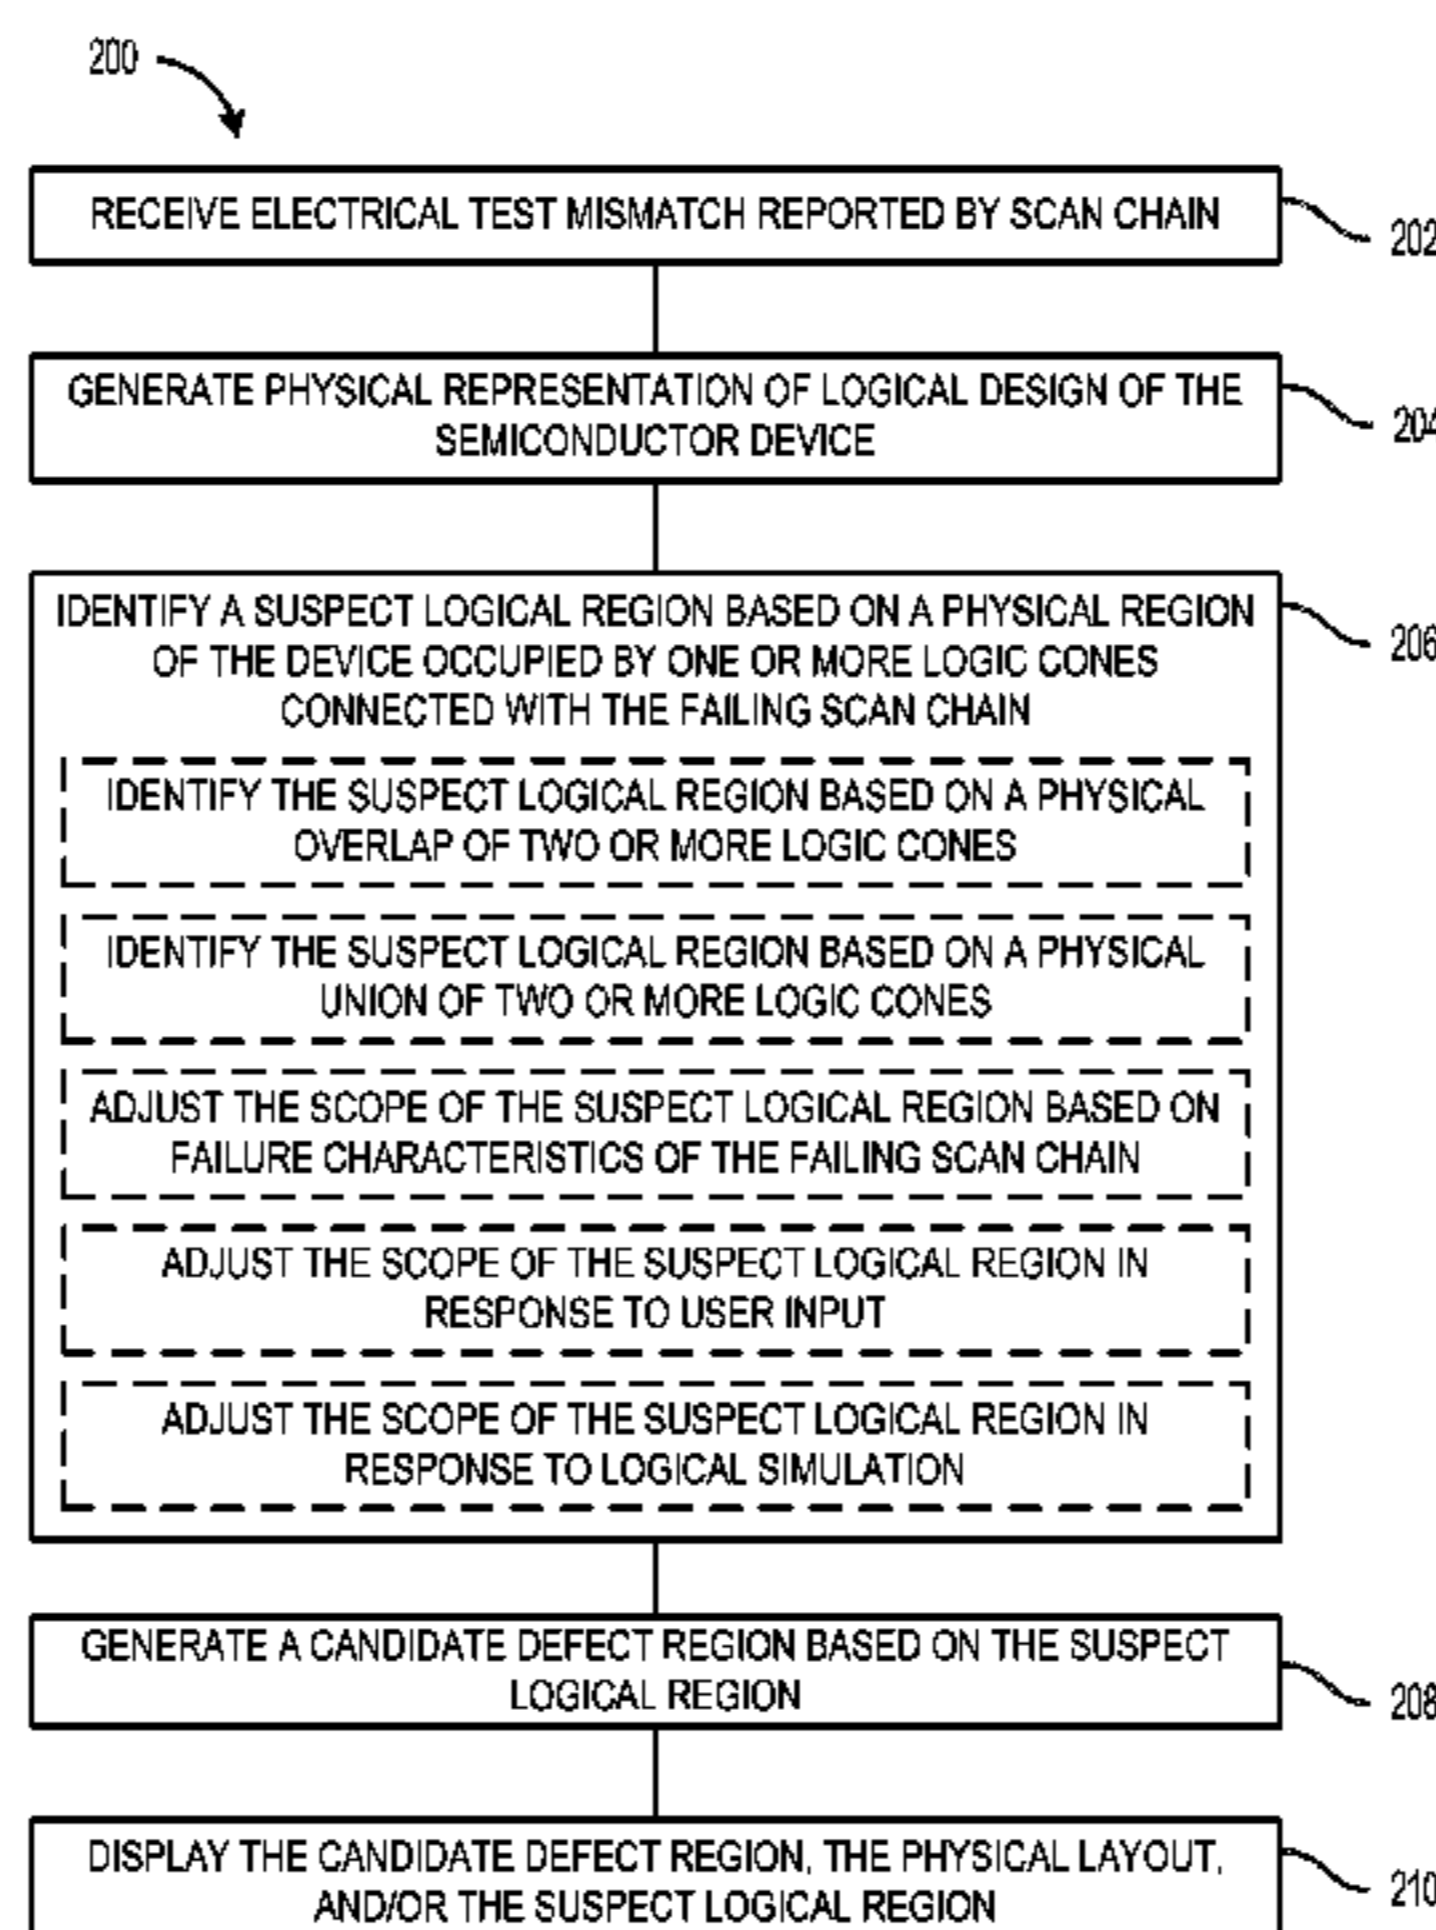 200
RECEIVE ELECTRICAL TEST MISMATCH REPORTED BY SCAN CHAIN
202
GENERATE PHYSICAL REPRESENTATION OF LOGICAL DESIGN OF THE
SEMICONDUCTOR DEVICE
204
IDENTIFY A SUSPECT LOGICAL REGION BASED ON A PHYSICAL REGION
OF THE DEVICE OCCUPIED BY ONE OR MORE LOGIC CONES
CONNECTED WITH THE FAILING SCAN CHAIN
206
IDENTIFY THE SUSPECT LOGICAL REGION BASED ON A PHYSICAL
OVERLAP OF TWO OR MORE LOGIC CONES
IDENTIFY THE SUSPECT LOGICAL REGION BASED ON A PHYSICAL
UNION OF TWO OR MORE LOGIC CONES
ADJUST THE SCOPE OF THE SUSPECT LOGICAL REGION BASED ON
FAILURE CHARACTERISTICS OF THE FAILING SCAN CHAIN
ADJUST THE SCOPE OF THE SUSPECT LOGICAL REGION IN
RESPONSE TO USER INPUT
ADJUST THE SCOPE OF THE SUSPECT LOGICAL REGION IN
RESPONSE TO LOGICAL SIMULATION
GENERATE A CANDIDATE DEFECT REGION BASED ON THE SUSPECT
LOGICAL REGION
208
DISPLAY THE CANDIDATE DEFECT REGION, THE PHYSICAL LAYOUT,
AND/OR THE SUSPECT LOGICAL REGION
210